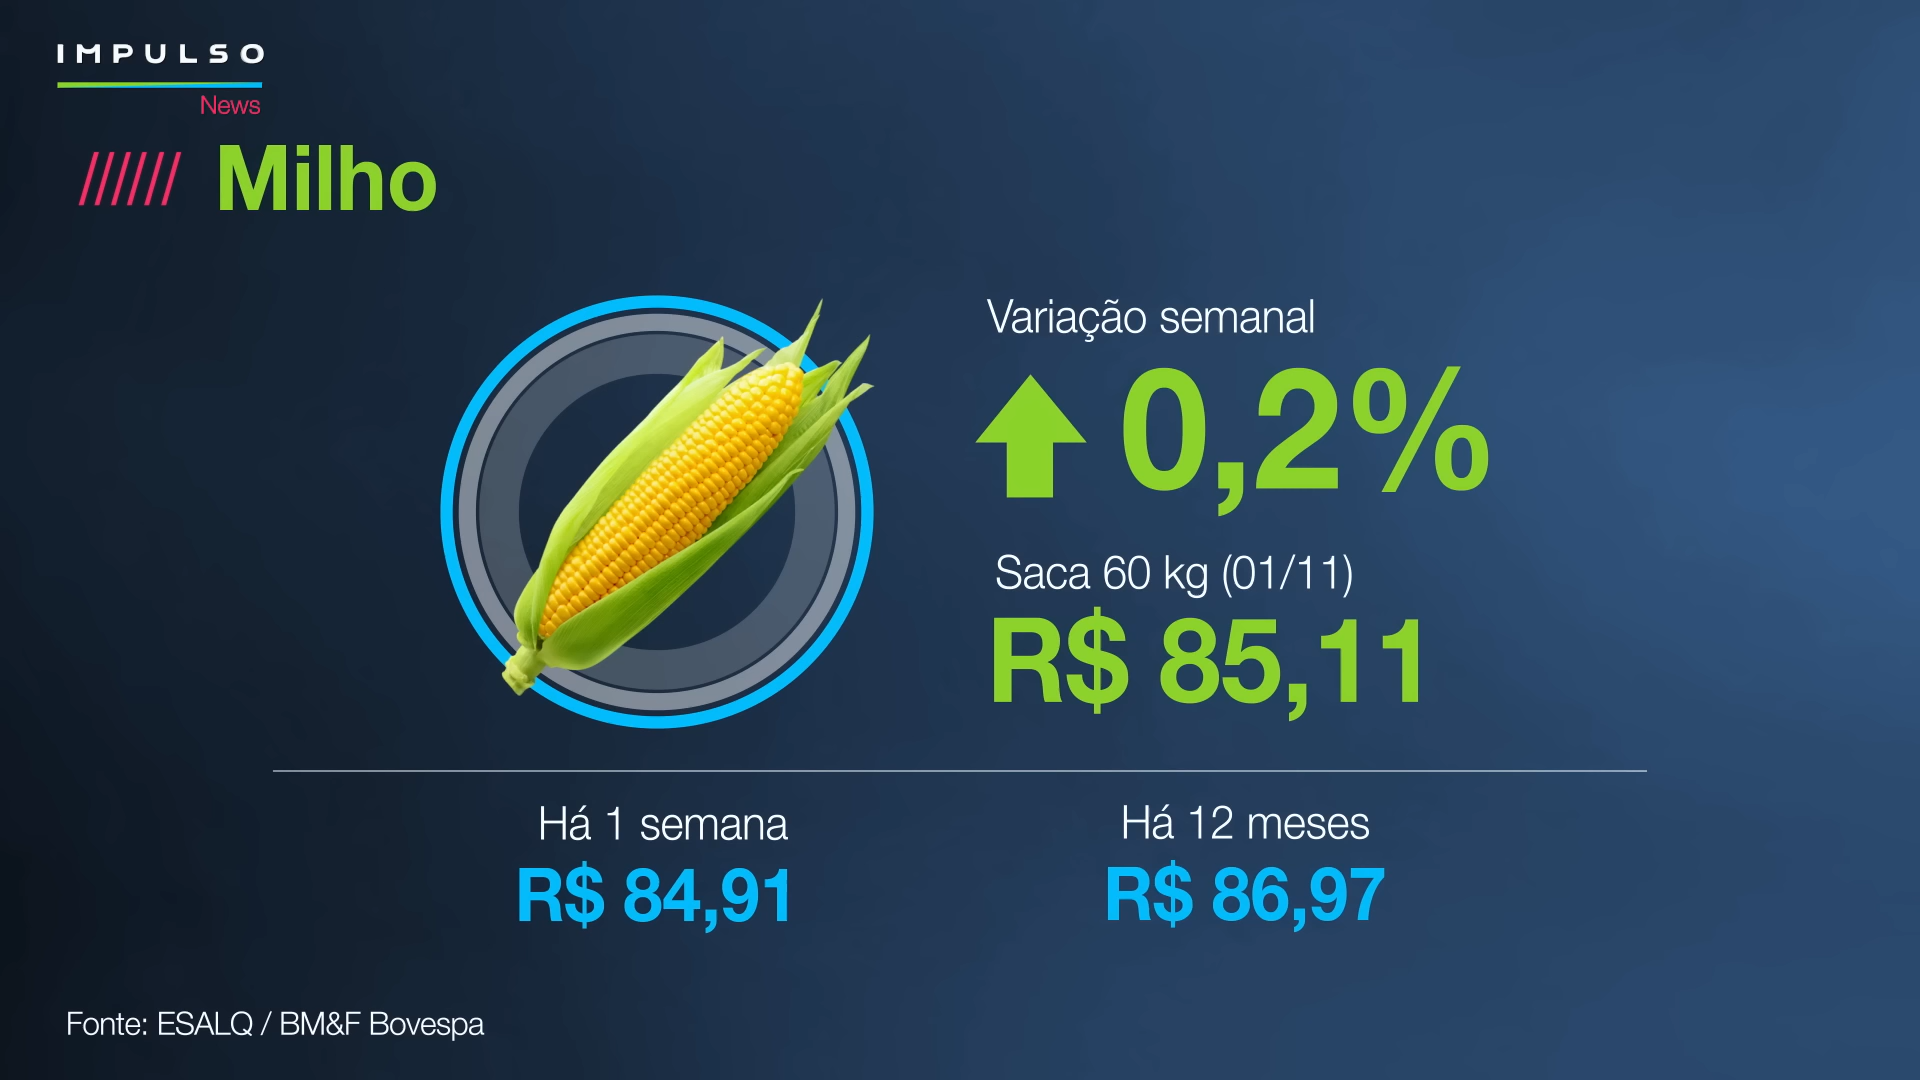 IMPULSO
News
Milho
Variação semanal
0,2%
Saca 60 kg (01/11)
R$ 85,11
Há 1 semana
R$ 84,91
Há 12 meses
R$ 86,97
Fonte: ESALQ / BM&F Bovespa